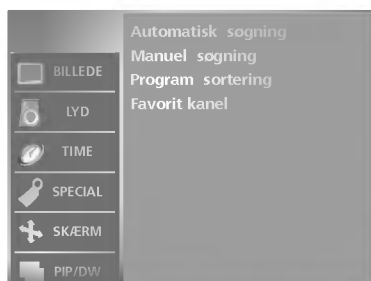 Automatisk søgning
Manuel søgning
Program sortering
Favorit kanel
BILLEDE
LYD
TIME
SPECIAL
SKÆRM
PIP/DW